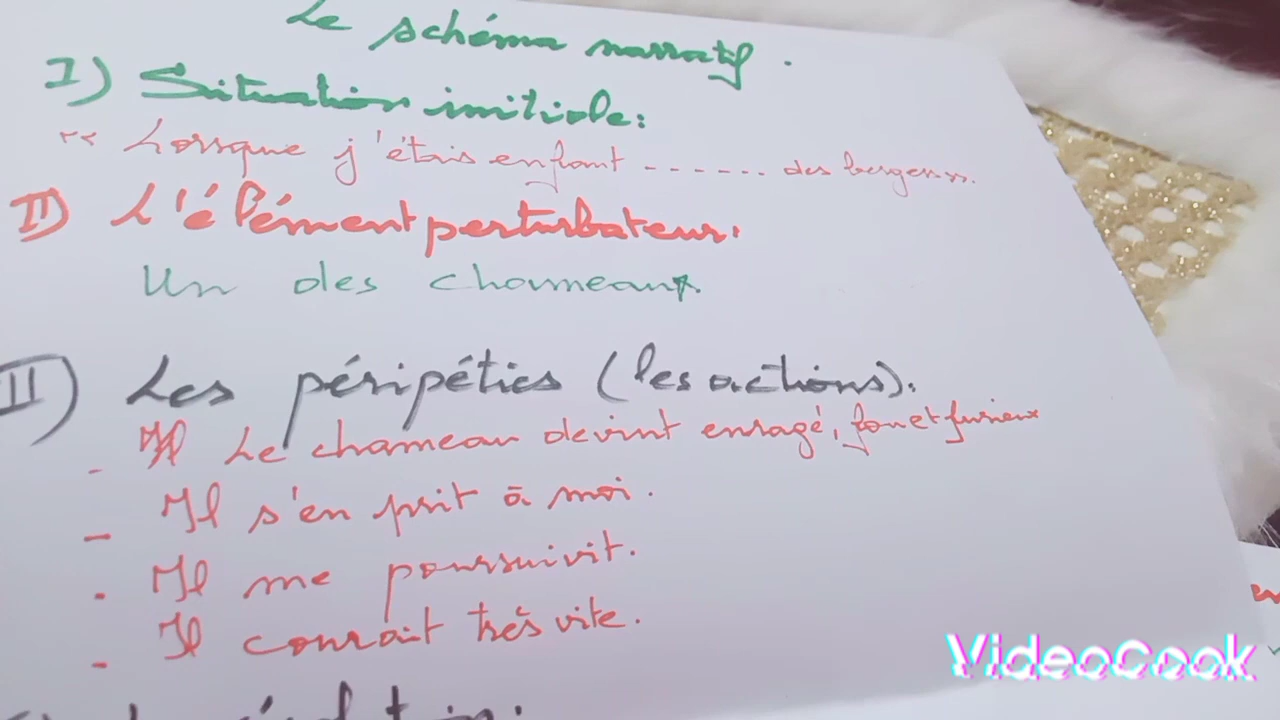 Le schéma narratif.
I) Situation initiale:
"Lorsque j'étais enfant ------ des bergers".
II) L'élément perturbateur:
Un des chameaux.
II) Les péripéties (les actions):
- Il Le chameau devint enragé, fou et furieux
- Il s'en prit à moi.
- Il me poursuivit.
- Il courait très vite.
VideoCook